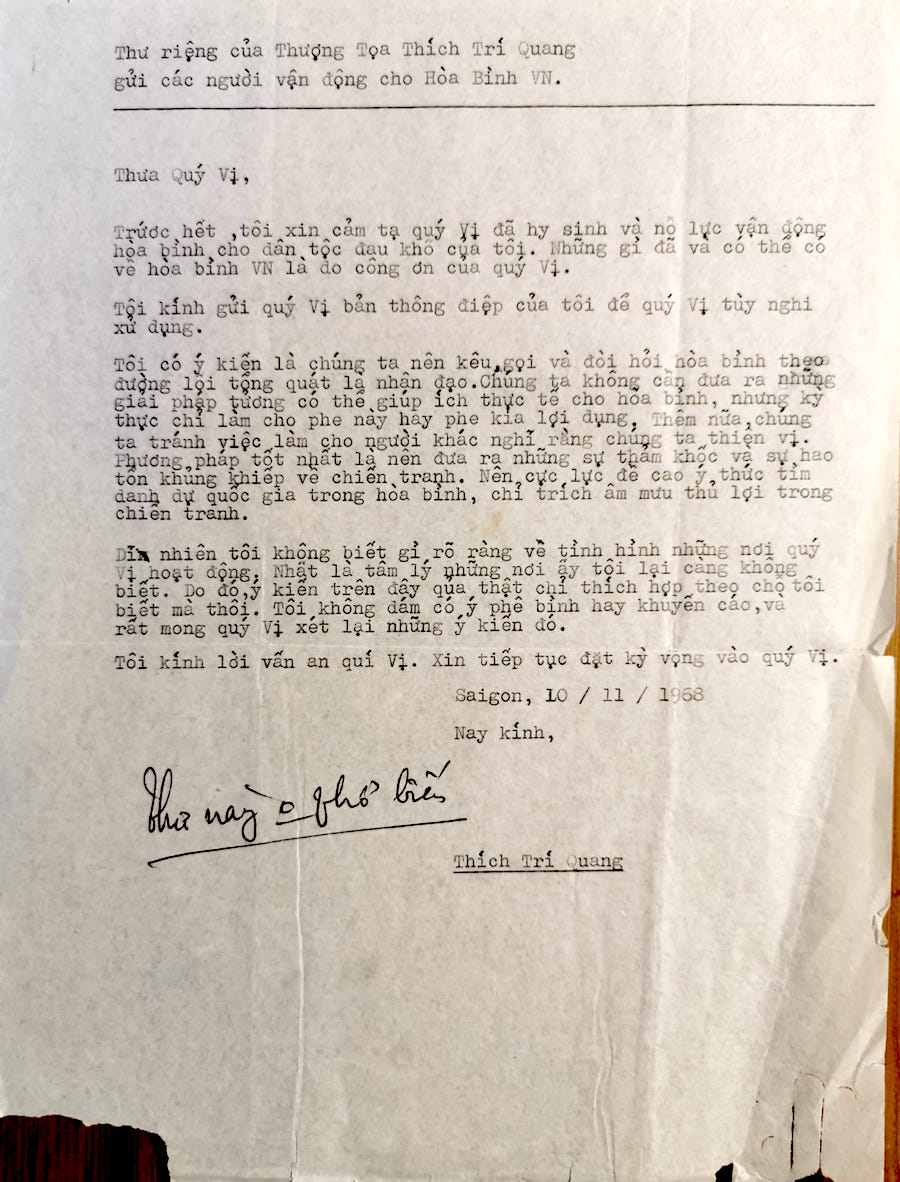 Thư riêng của Thượng Tọa Thích Trí Quang
gửi các người vận động cho Hòa Bình VN.
Thưa Quý Vị,
Trước hết ,tôi xin cảm tạ quý Vị đã hy sinh và nỗ lực vận động
hòa bình cho dân tộc đau khổ của tôi. Những gì đã và có thể có
về hòa bình VN là do công ơn của quý Vị.
Tôi kính gửi quý Vị bản thông điệp của tôi để quý Vị tùy nghi
xử dụng.
Tôi có ý kiến là chúng ta nên kêu gọi và đòi hỏi hòa bình theo
đường lối tổng quát là nhân đạo.Chúng ta không cần đưa ra những
giải pháp tưởng có thể giúp ích thực tế cho hòa bình, nhưng kỳ
thực chỉ làm cho phe này hay phe kia lợi dụng. Thêm nữa,chúng
ta tránh việc làm cho người khác nghĩ rằng chúng ta thiên vị.
Phương pháp tốt nhất là nên đưa ra những sự thảm khốc và sự hao
tổn khủng khiếp về chiến tranh. Nên cực lực đề cao ý thức tìm
danh dự quốc gia trong hòa bình, chỉ trích âm mưu thủ lợi trong
chiến tranh.
Dĩ nhiên tôi không biết gì rõ ràng về tình hình những nơi quý
Vị hoạt động. Nhất là tâm lý những nơi ấy tôi lại càng không
biết. Do đó,ý kiến trên đây qủa thật chỉ thích hợp theo chỗ tôi
biết mà thôi. Tôi không dám có ý phê bình hay khuyến cáo,và
rất mong quý Vị xét lại những ý kiến đó.
Tôi kính lời vấn an quí Vị. Xin tiếp tục đặt kỳ vọng vào quý Vị.
Saigon, 10 / 11 / 1968
Nay kính,
Thư này o phổ biến
Thích Trí Quang